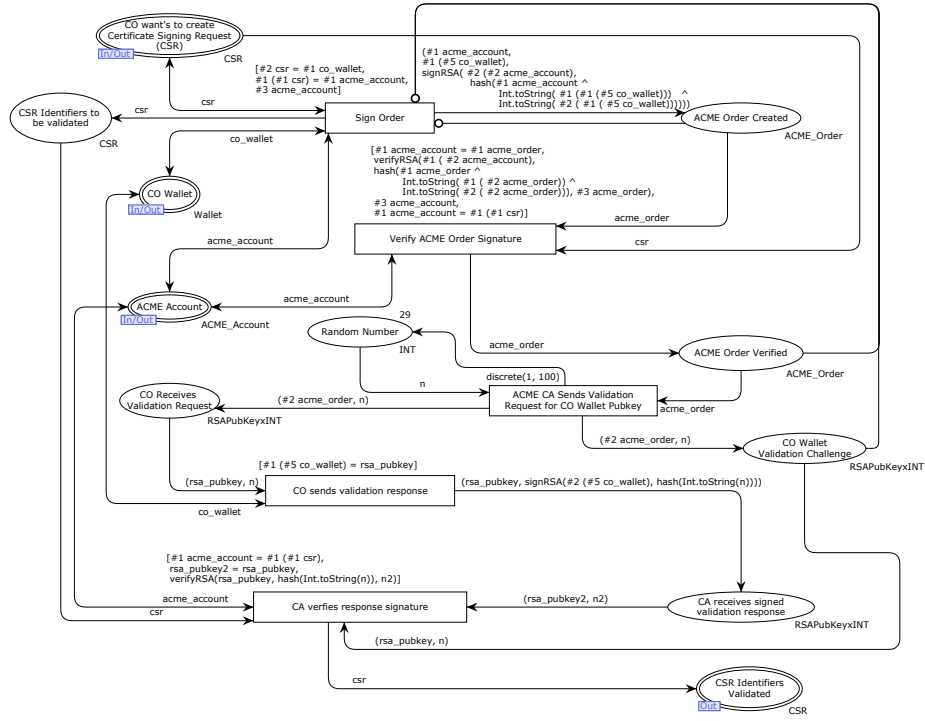 CO want's to create
Certificate Signing Request
(CSR)
In/Out
CSR
(#1 acme_account,
#1 (#5 co_wallet),
signRSA( #2 (#2 acme_account),
hash(#1 acme_account ^
Int.toString( #1 (#1 (#5 co_wallet))) ^
Int.toString( #2 ( #1 ( #5 co_wallet))))))
[#2 csr = #1 co_wallet,
#1 (#1 csr) = #1 acme_account,
#3 acme_account]
csr
CSR Identifiers to
be validated
CSR
csr
Sign Order
ACME Order Created
ACME_Order
co_wallet
[#1 acme_account = #1 acme_order,
verifyRSA(#1 ( #2 acme_account),
hash(#1 acme_order ^
Int.toString( #1 ( #2 acme_order)) ^
Int.toString( #2 ( #2 acme_order))), #3 acme_order),
#3 acme_account,
#1 acme_account = #1 (#1 csr)]
CO Wallet
In/Out
Wallet
acme_order
acme_account
Verify ACME Order Signature
csr
ACME Account
In/Out
ACME_Account
acme_account
29
Random Number
INT
acme_order
ACME Order Verified
ACME_Order
discrete(1, 100)
n
CO Receives
Validation Request
RSAPubKeyxINT
(#2 acme_order, n)
ACME CA Sends Validation
Request for CO Wallet Pubkey
acme_order
(#2 acme_order, n)
CO Wallet
Validation Challenge
RSAPubKeyxINT
[#1 (#5 co_wallet) = rsa_pubkey]
(rsa_pubkey, n)
CO sends validation response
(rsa_pubkey, signRSA(#2 (#5 co_wallet), hash(Int.toString(n))))
co_wallet
[#1 acme_account = #1 (#1 csr),
rsa_pubkey2 = rsa_pubkey,
verifyRSA(rsa_pubkey, hash(Int.toString(n)), n2)]
acme_account
csr
CA verfies response signature
(rsa_pubkey2, n2)
CA receives signed
validation response
RSAPubKeyxINT
(rsa_pubkey, n)
csr
CSR Identifiers
Validated
Out
CSR